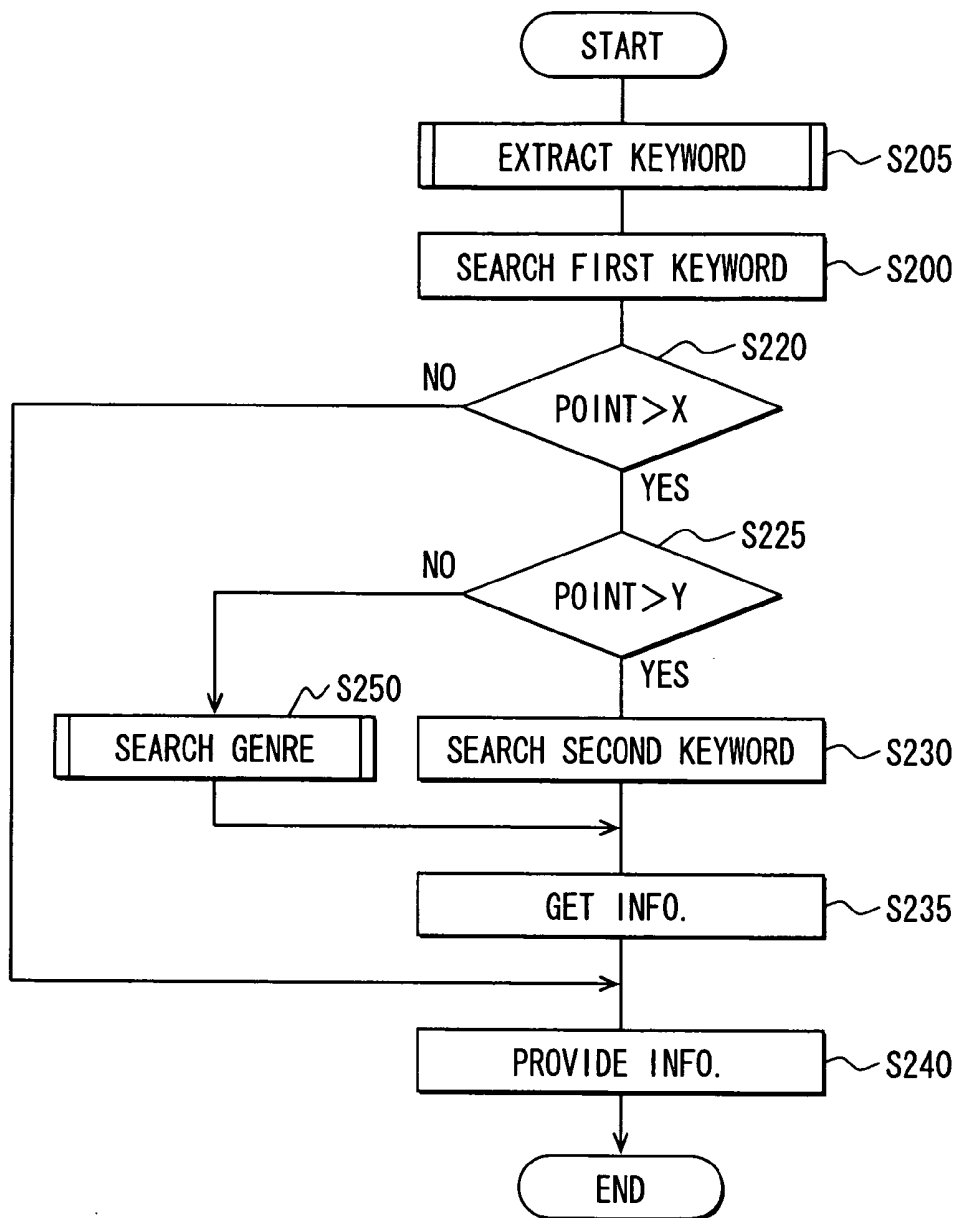 START
EXTRACT KEYWORD
S205
SEARCH FIRST KEYWORD
S200
S220
NO
POINT>X
YES
S225
NO
POINT>Y
YES
S250
SEARCH GENRE
SEARCH SECOND KEYWORD
S230
GET INFO.
S235
PROVIDE INFO.
S240
END